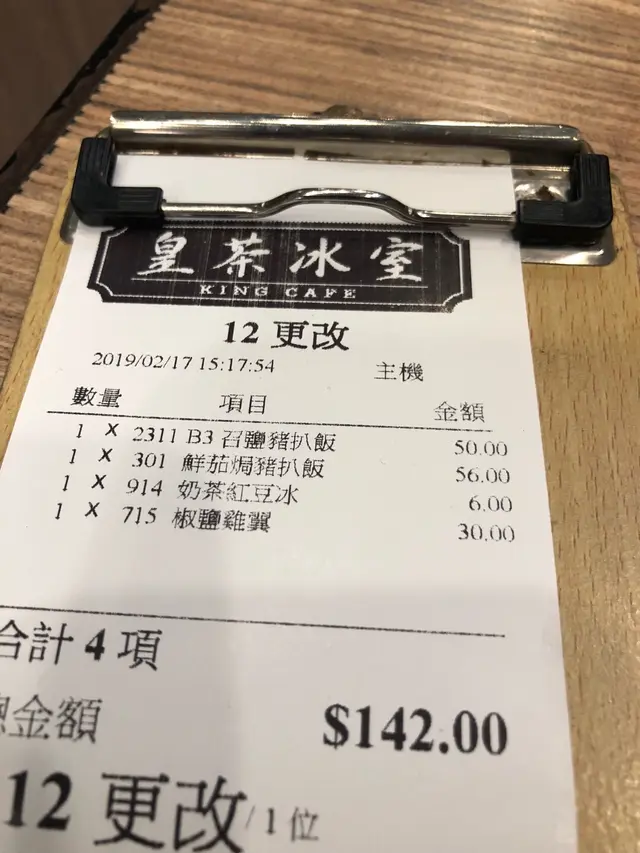 皇茶冰室
KING CAFE
12 更改
2019/02/17 15:17:54 主機
數量 項目 金額
1 X 2311 B3 召鹽豬扒飯 50.00
1 X 301 鮮茄焗豬扒飯 56.00
1 X 914 奶茶紅豆冰 6.00
1 X 715 椒鹽雞翼 30.00
合計 4 項
總金額 $142.00
12 更改/1 位